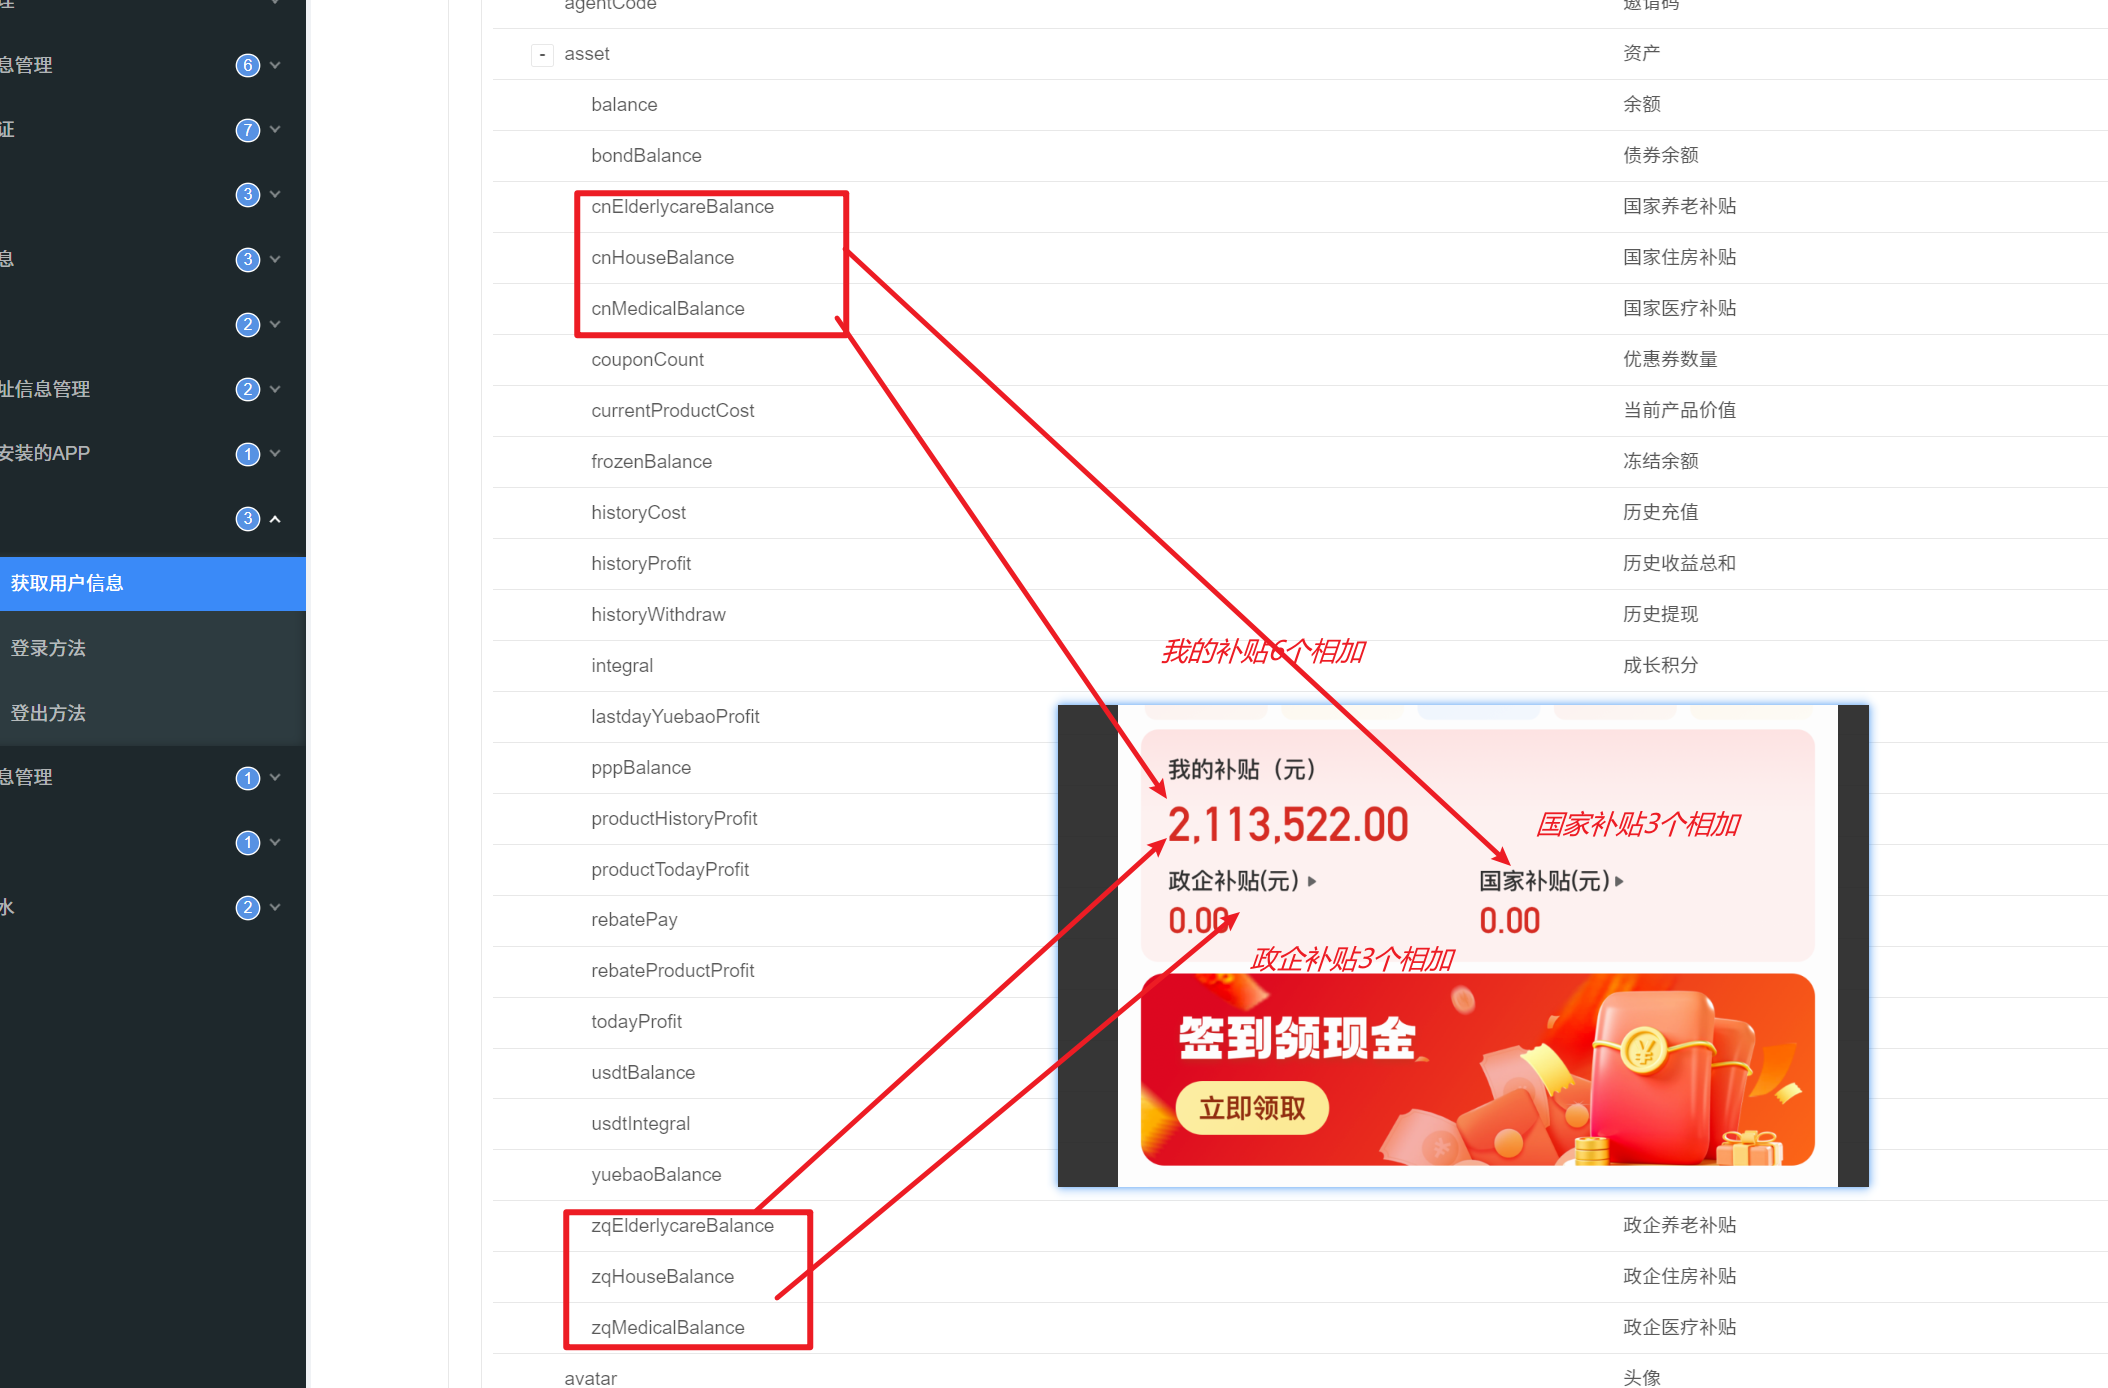 理
息管理 6
证 7
3
息 3
2
址信息管理 2
安装的APP 1
3
获取用户信息
登录方法
登出方法
息管理 1
1
水 2
agentCode 邀请码
- asset 资产
balance 余额
bondBalance 债券余额
cnElderlycareBalance 国家养老补贴
cnHouseBalance 国家住房补贴
cnMedicalBalance 国家医疗补贴
couponCount 优惠券数量
currentProductCost 当前产品价值
frozenBalance 冻结余额
historyCost 历史充值
historyProfit 历史收益总和
historyWithdraw 历史提现
我的补贴6个相加
integral 成长积分
lastdayYuebaoProfit
pppBalance
productHistoryProfit
productTodayProfit
rebatePay
rebateProductProfit
todayProfit
usdtBalance
usdtIntegral
yuebaoBalance
我的补贴（元）
2,113,522.00
国家补贴3个相加
政企补贴(元) 国家补贴(元)
0.00 0.00
政企补贴3个相加
签到领现金
立即领取
zqElderlycareBalance 政企养老补贴
zqHouseBalance 政企住房补贴
zqMedicalBalance 政企医疗补贴
avatar 头像